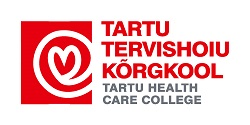 TARTU
TERVISHOIU
KÕRGKOOL
TARTU HEALTH
CARE COLLEGE